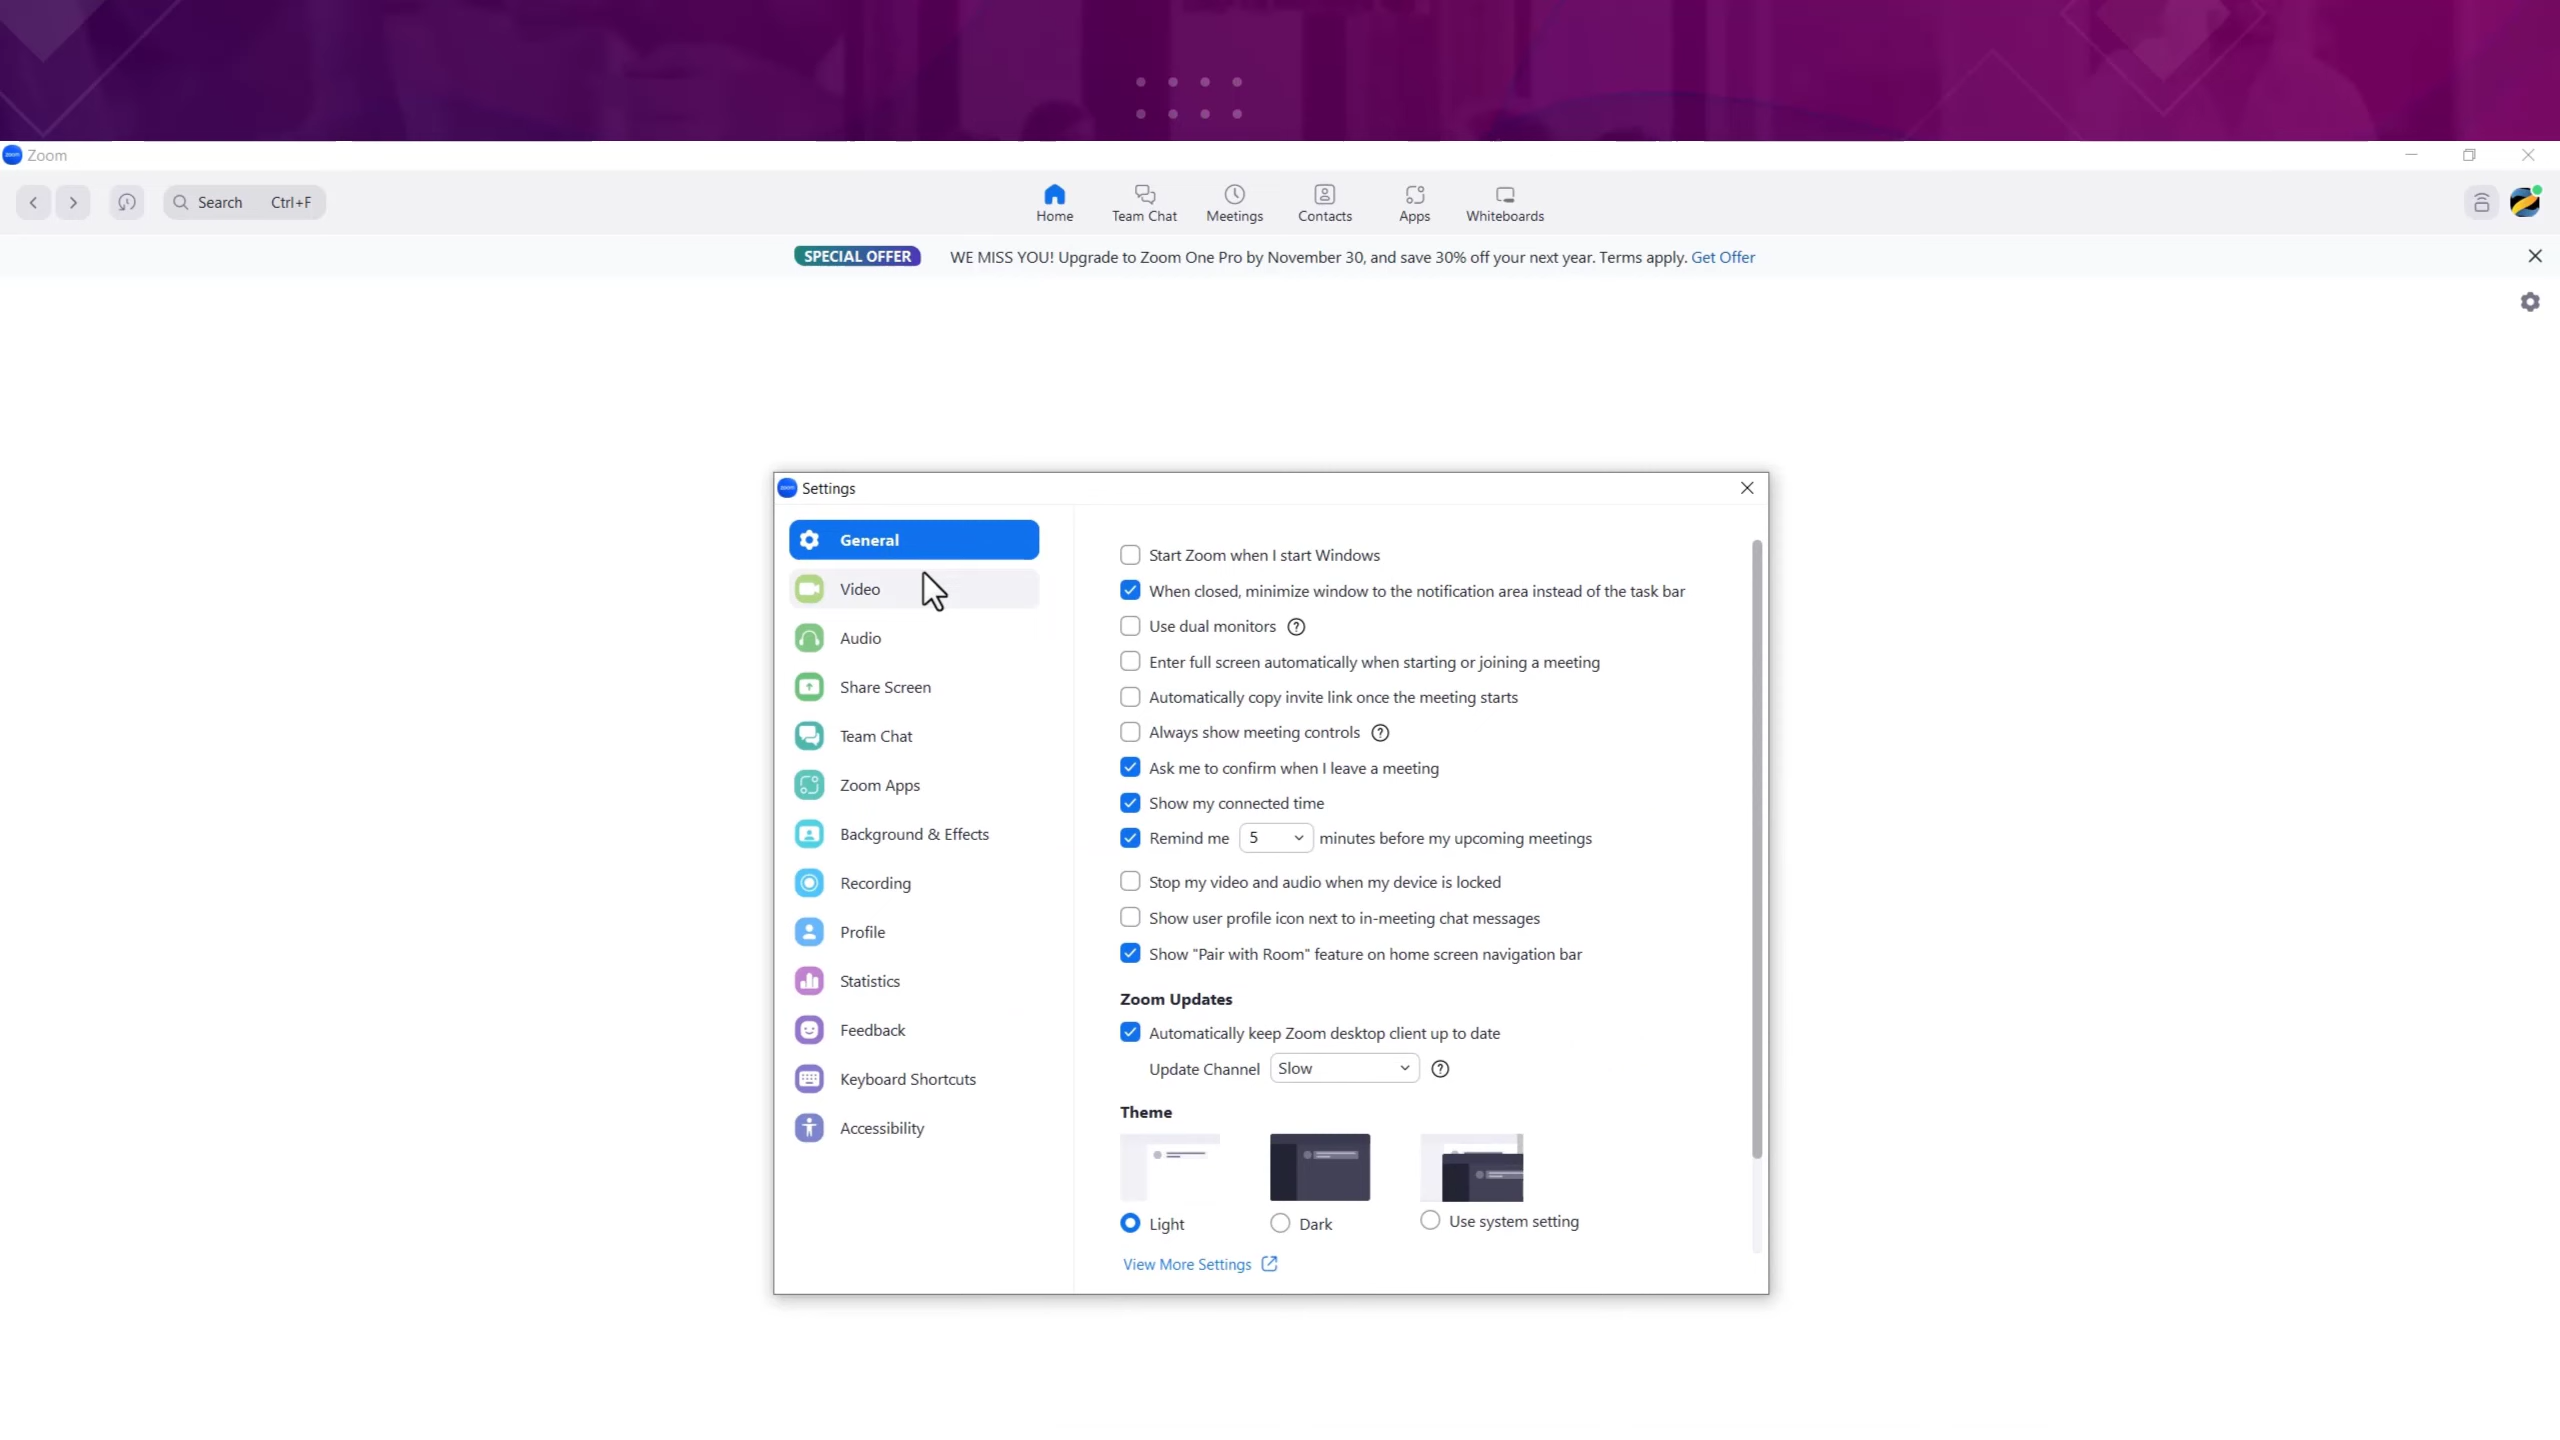 Zoom
Search Ctrl+F
Home
Team Chat
Meetings
Contacts
Apps
Whiteboards
SPECIAL OFFER WE MISS YOU! Upgrade to Zoom One Pro by November 30, and save 30% off your next year. Terms apply. Get Offer
Settings
General
Video
Audio
Share Screen
Team Chat
Zoom Apps
Background & Effects
Recording
Profile
Statistics
Feedback
Keyboard Shortcuts
Accessibility
Start Zoom when I start Windows
When closed, minimize window to the notification area instead of the task bar
Use dual monitors ?
Enter full screen automatically when starting or joining a meeting
Automatically copy invite link once the meeting starts
Always show meeting controls ?
Ask me to confirm when I leave a meeting
Show my connected time
Remind me 5 minutes before my upcoming meetings
Stop my video and audio when my device is locked
Show user profile icon next to in-meeting chat messages
Show "Pair with Room" feature on home screen navigation bar
Zoom Updates
Automatically keep Zoom desktop client up to date
Update Channel Slow ?
Theme
Light
Dark
Use system setting
View More Settings